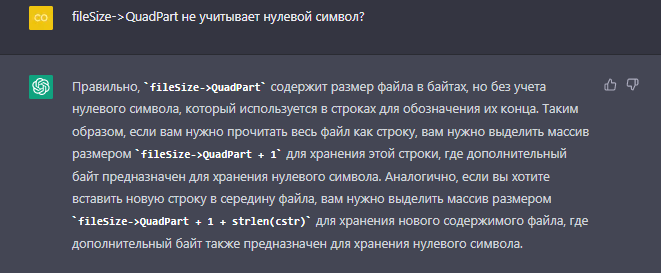 CO
fileSize->QuadPart не учитывает нулевой символ?
Правильно, `fileSize->QuadPart` содержит размер файла в байтах, но без учета
нулевого символа, который используется в строках для обозначения их конца. Таким
образом, если вам нужно прочитать весь файл как строку, вам нужно выделить массив
размером `fileSize->QuadPart + 1` для хранения этой строки, где дополнительный
байт предназначен для хранения нулевого символа. Аналогично, если вы хотите
вставить новую строку в середину файла, вам нужно выделить массив размером
`fileSize->QuadPart + 1 + strlen(cstr)` для хранения нового содержимого файла, где
дополнительный байт также предназначен для хранения нулевого символа.